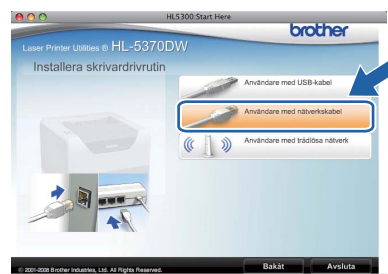 HL5300:Start Here
brother
Laser Printer Utilities ® HL-5370DW
Installera skrivardrivrutin
Användare med USB-kabel
Användare med nätverkskabel
Användare med trådlösa nätverk
© 2001-2008 Brother Industries, Ltd. All Rights Reserved.
Bakåt
Avsluta